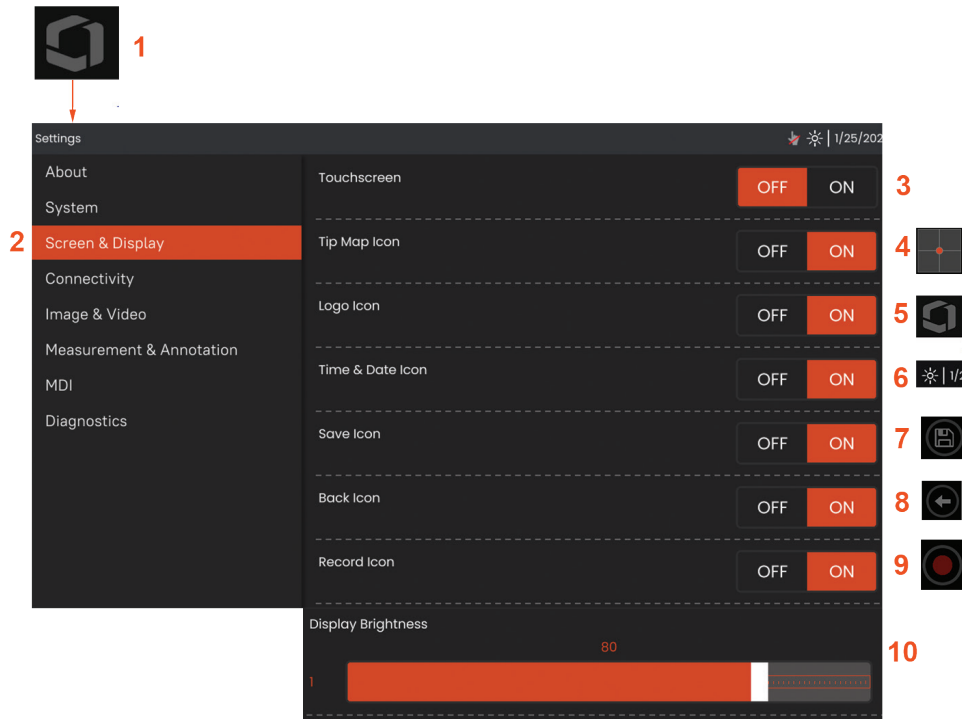 1
Settings
1/25/202
About
System
2 Screen & Display
Connectivity
Image & Video
Measurement & Annotation
MDI
Diagnostics
Touchscreen OFF ON 3
Tip Map Icon OFF ON 4
Logo Icon OFF ON 5
Time & Date Icon OFF ON 6 1/2
Save Icon OFF ON 7
Back Icon OFF ON 8
Record Icon OFF ON 9
Display Brightness
80
10
1